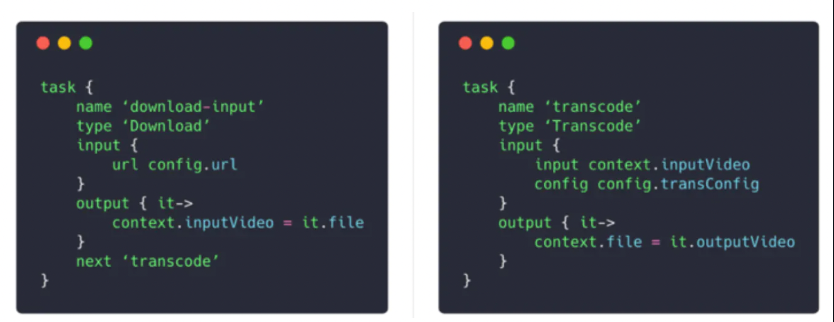 task {
    name ‘download-input’
    type ‘Download’
    input {
        url config.url
    }
    output { it->
        context.inputVideo = it.file
    }
    next ‘transcode’
}
task {
    name ‘transcode’
    type ‘Transcode’
    input {
        input context.inputVideo
        config config.transConfig
    }
    output { it->
        context.file = it.outputVideo
    }
}